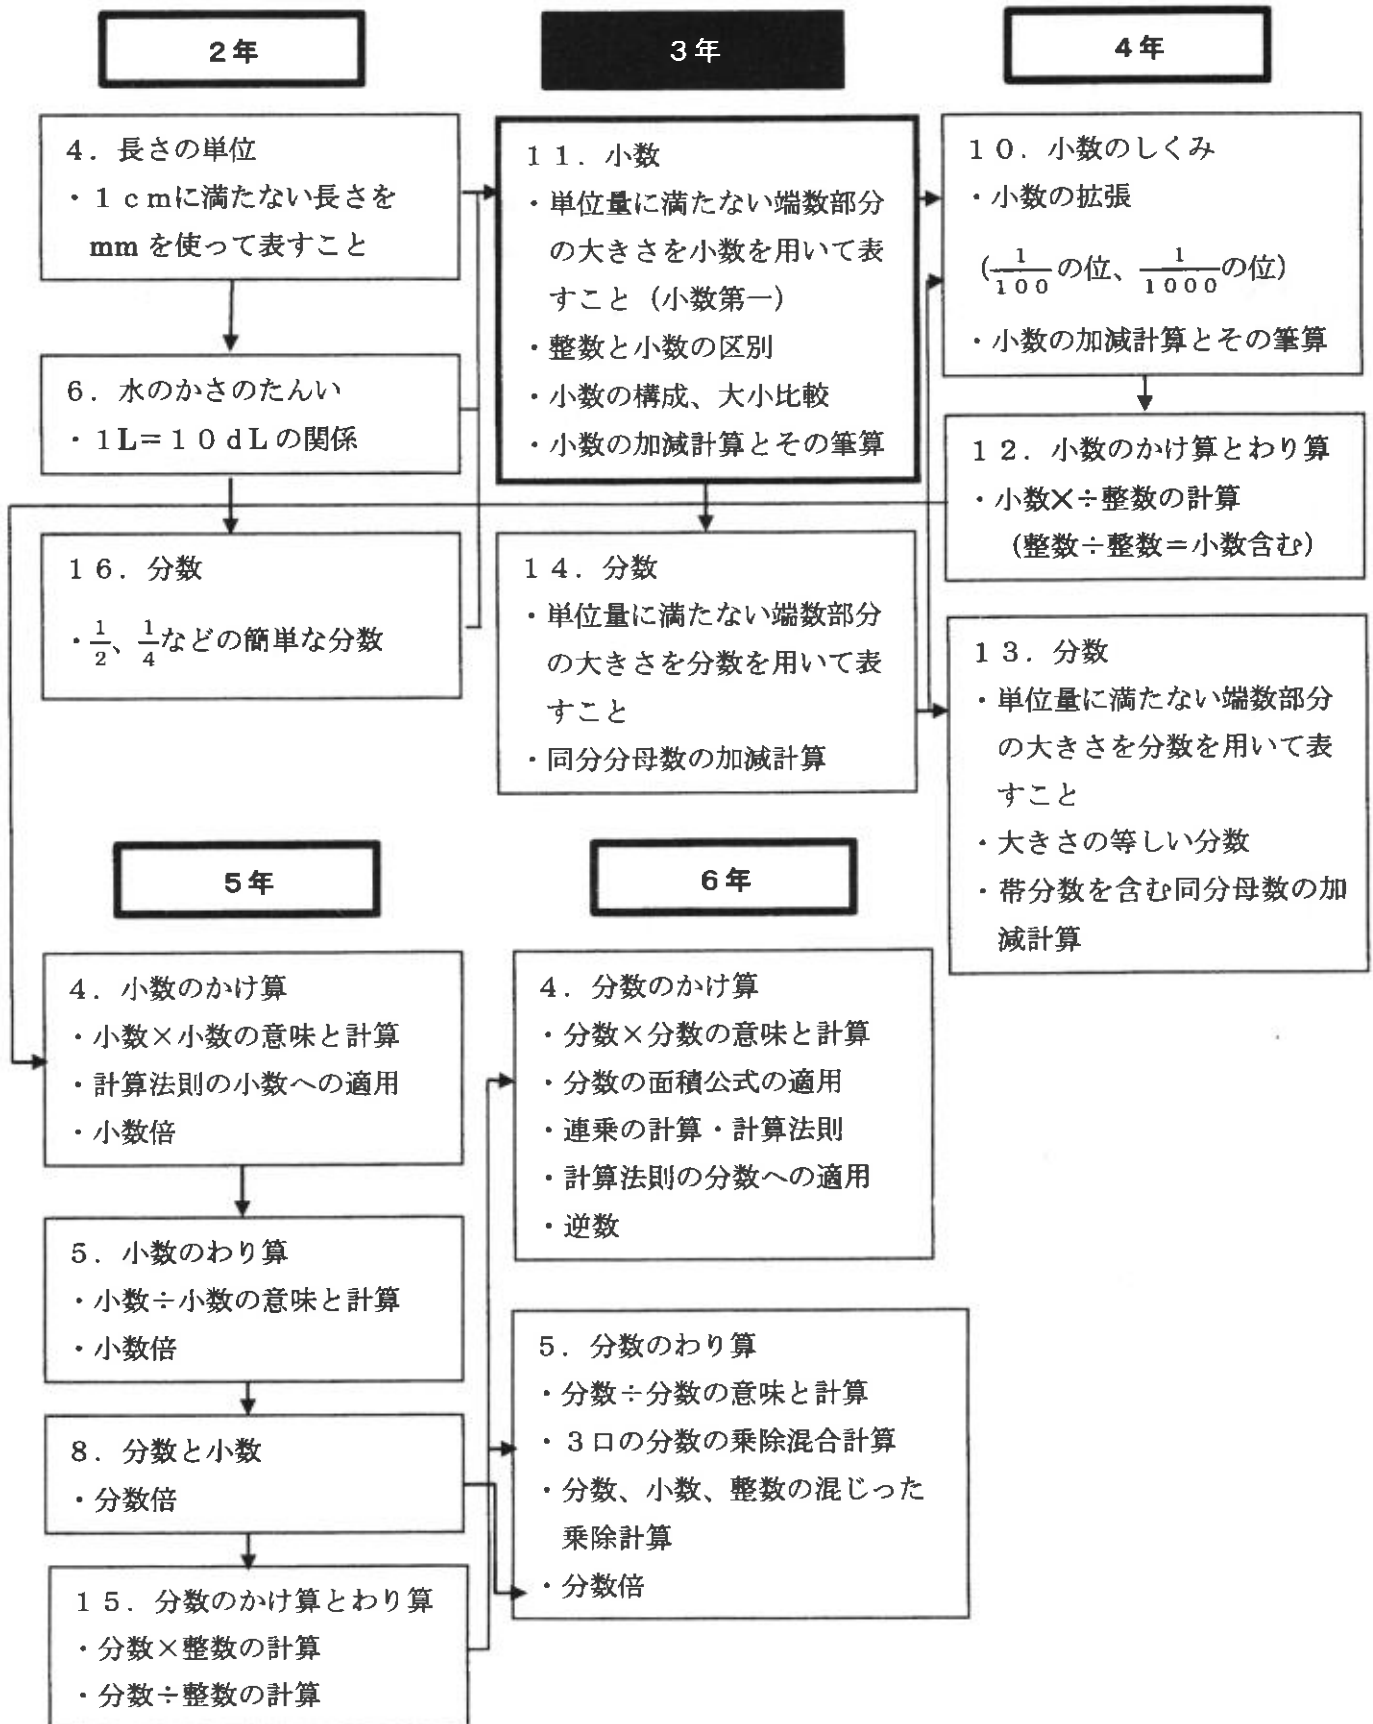 2年
4．長さの単位
・1cmに満たない長さを
mmを使って表すこと
6．水のかさのたんい
・1L=10dLの関係
16．分数
・1/2、1/4などの簡単な分数
3年
11．小数
・単位量に満たない端数部分
の大きさを小数を用いて表
すこと（小数第一）
・整数と小数の区別
・小数の構成、大小比較
・小数の加減計算とその筆算
14．分数
・単位量に満たない端数部分
の大きさを分数を用いて表
すこと
・同分分母数の加減計算
4年
10．小数のしくみ
・小数の拡張
（1/100の位、1/1000の位）
・小数の加減計算とその筆算
12．小数のかけ算とわり算
・小数×÷整数の計算
（整数÷整数＝小数含む）
13．分数
・単位量に満たない端数部分
の大きさを分数を用いて表
すこと
・大きさの等しい分数
・帯分数を含む同分母数の加
減計算
5年
4．小数のかけ算
・小数×小数の意味と計算
・計算法則の小数への適用
・小数倍
5．小数のわり算
・小数÷小数の意味と計算
・小数倍
8．分数と小数
・分数倍
15．分数のかけ算とわり算
・分数×整数の計算
・分数÷整数の計算
6年
4．分数のかけ算
・分数×分数の意味と計算
・分数の面積公式の適用
・連乗の計算・計算法則
・計算法則の分数への適用
・逆数
5．分数のわり算
・分数÷分数の意味と計算
・3口の分数の乗除混合計算
・分数、小数、整数の混じった
乗除計算
・分数倍